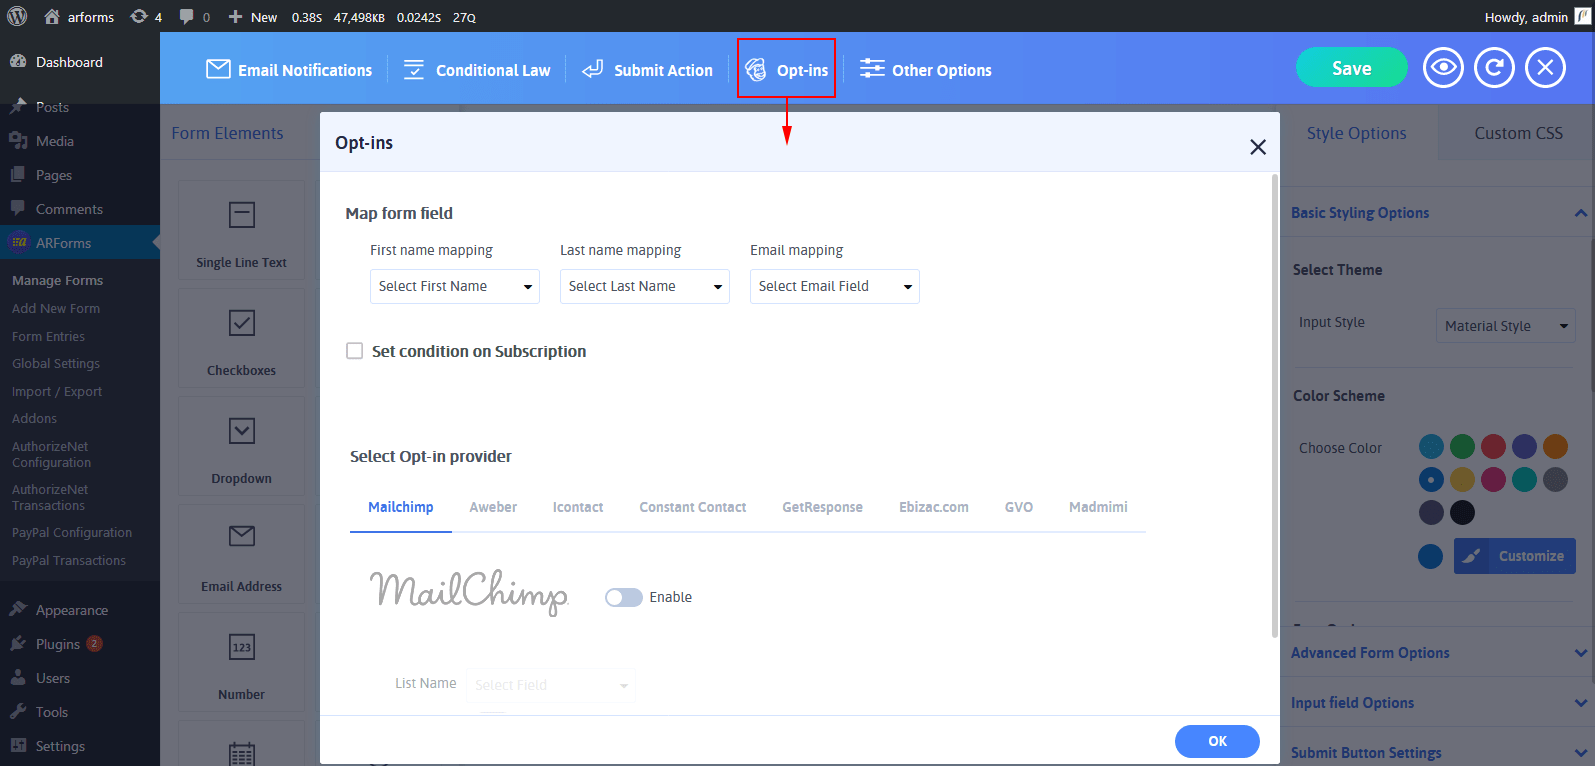 arforms 4 0 New 0.38S 47,498KB 0.0242S 27Q Howdy, admin
Dashboard
Posts
Media
Pages
Comments
ARForms
Manage Forms
Add New Form
Form Entries
Global Settings
Import / Export
Addons
AuthorizeNet
Configuration
AuthorizeNet
Transactions
PayPal Configuration
PayPal Transactions
Appearance
Plugins 2
Users
Tools
Settings
Email Notifications Conditional Law Submit Action Opt-ins Other Options Save
Form Elements
Single Line Text
Checkboxes
Dropdown
Email Address
123
Number
Opt-ins
Map form field
First name mapping Last name mapping Email mapping
Select First Name Select Last Name Select Email Field
Set condition on Subscription
Select Opt-in provider
Mailchimp Aweber Icontact Constant Contact GetResponse Ebizac.com GVO Madmimi
MailChimp Enable
List Name Select Field
OK
Style Options Custom CSS
Basic Styling Options
Select Theme
Input Style Material Style
Color Scheme
Choose Color
Customize
Advanced Form Options
Input field Options
Submit Button Settings